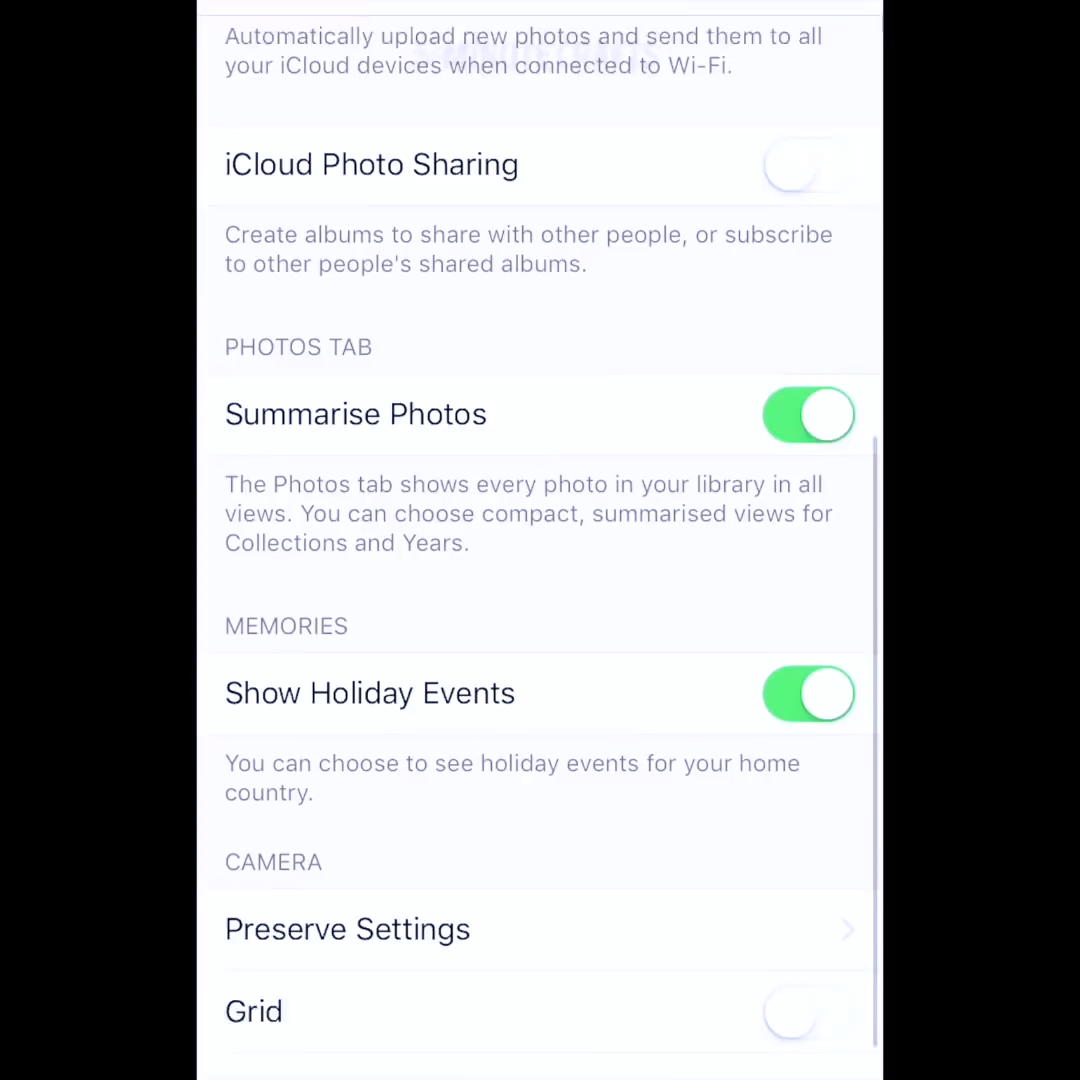 Automatically upload new photos and send them to all
your iCloud devices when connected to Wi-Fi.
iCloud Photo Sharing
Create albums to share with other people, or subscribe
to other people's shared albums.
PHOTOS TAB
Summarise Photos
The Photos tab shows every photo in your library in all
views. You can choose compact, summarised views for
Collections and Years.
MEMORIES
Show Holiday Events
You can choose to see holiday events for your home
country.
CAMERA
Preserve Settings
Grid